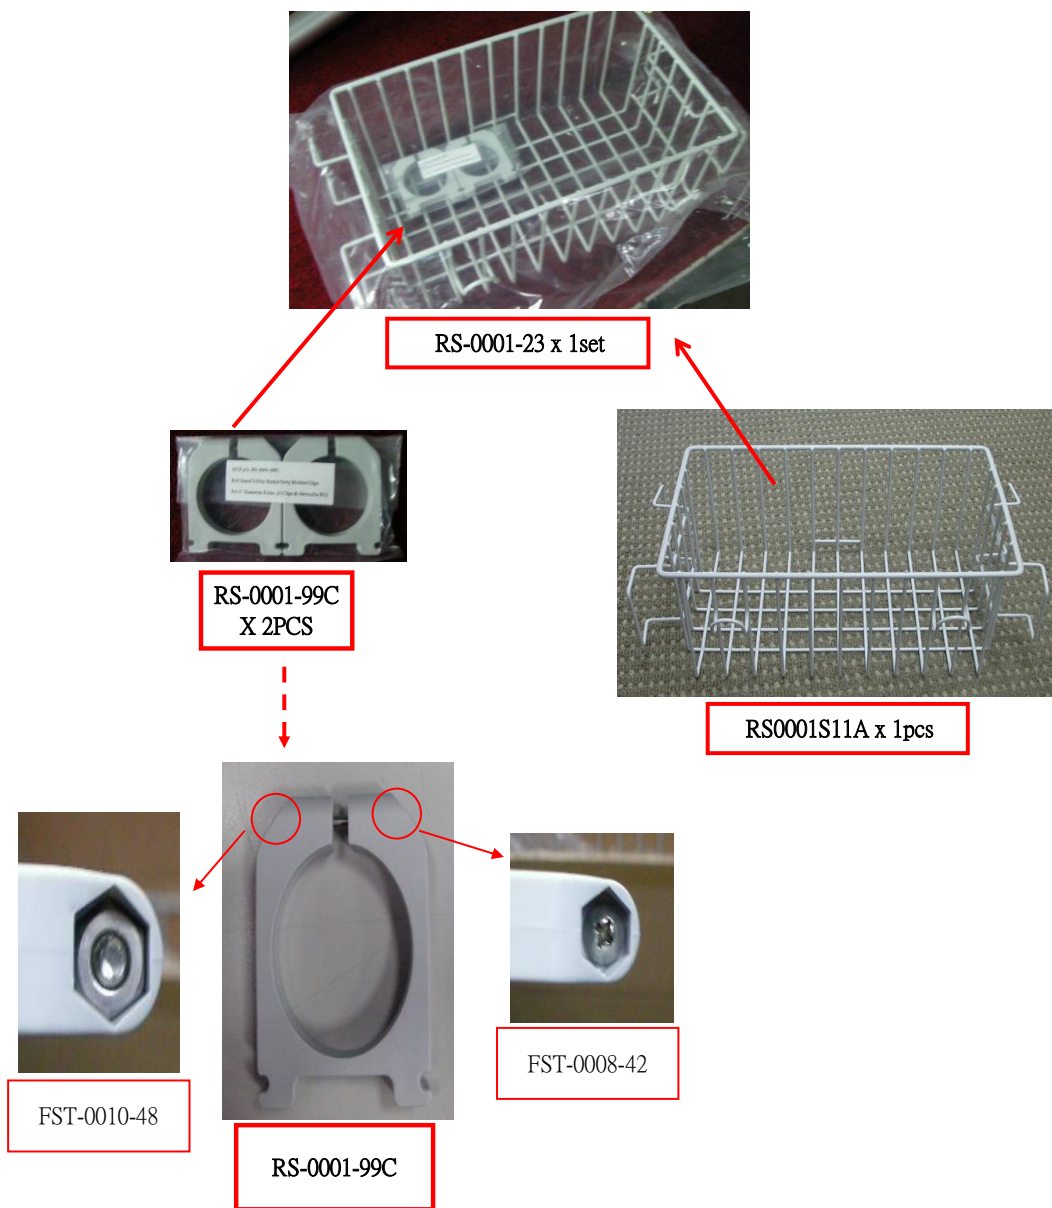 RS-0001-23 x 1set
RS-0001-99C
X 2PCS
RS0001S11A x 1pcs
FST-0010-48
FST-0008-42
RS-0001-99C